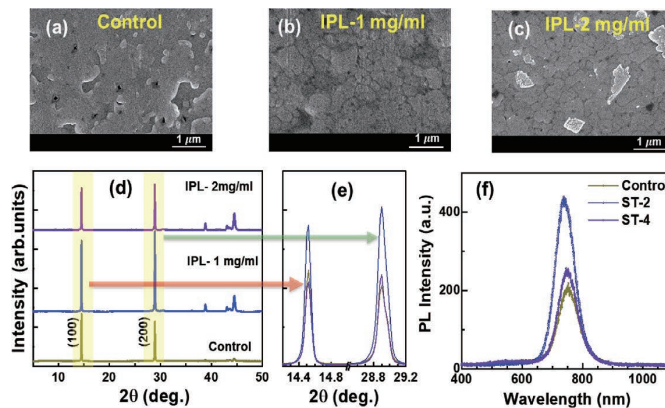 (a) Control
1 μm
(b) IPL-1 mg/ml
1 μm
(c) IPL-2 mg/ml
1 μm
(d)
IPL- 2mg/ml
IPL- 1 mg/ml
Control
(100)
(200)
Intensity (arb.units)
10 20 30 40 50
2θ (deg.)
(e)
14.4 14.8 28.8 29.2
2θ (deg.)
(f)
Control
ST-2
ST-4
PL Intensity (a.u.)
400
200
0
400 600 800 1000
Wavelength (nm)